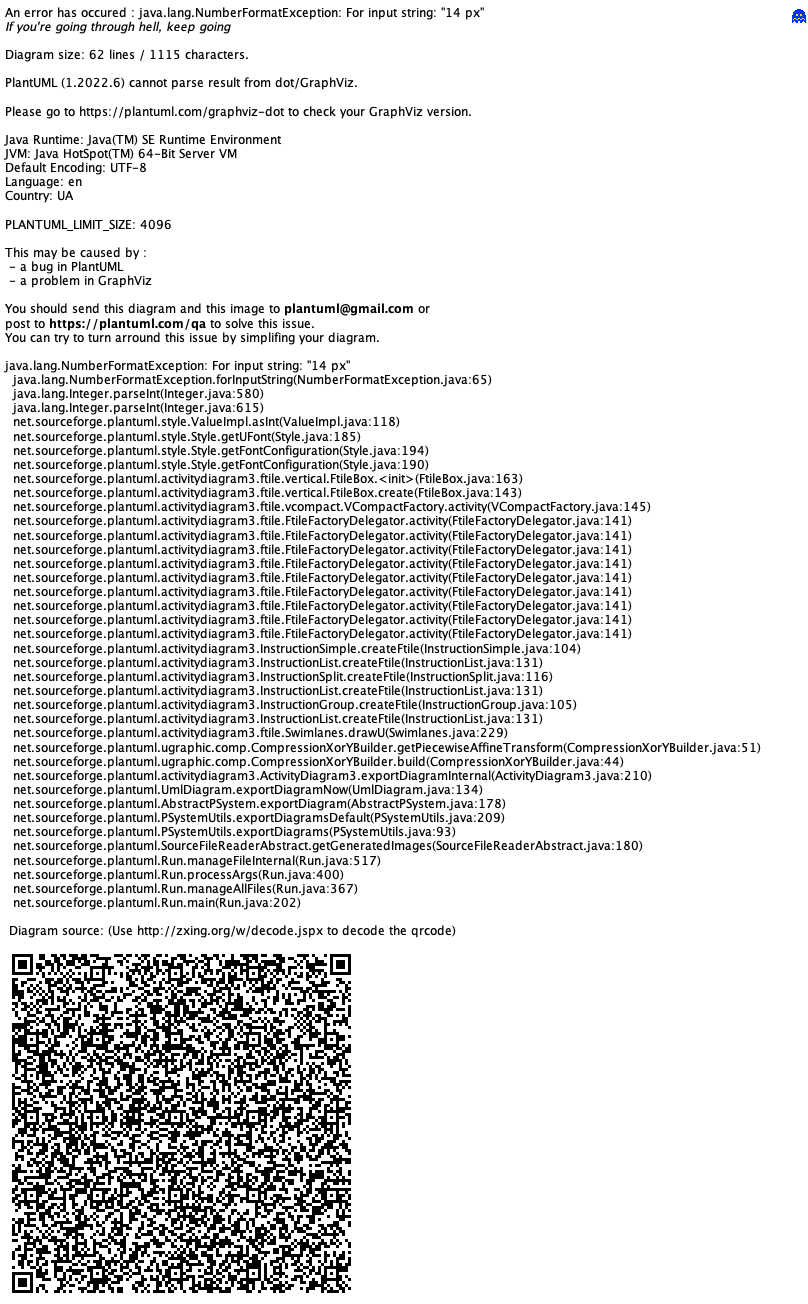 An error has occured : java.lang.NumberFormatException: For input string: "14 px"
If you're going through hell, keep going
Diagram size: 62 lines / 1115 characters.
PlantUML (1.2022.6) cannot parse result from dot/GraphViz.
Please go to https://plantuml.com/graphviz-dot to check your GraphViz version.
Java Runtime: Java(TM) SE Runtime Environment
JVM: Java HotSpot(TM) 64-Bit Server VM
Default Encoding: UTF-8
Language: en
Country: UA
PLANTUML_LIMIT_SIZE: 4096
This may be caused by :
- a bug in PlantUML
- a problem in GraphViz
You should send this diagram and this image to plantuml@gmail.com or
post to https://plantuml.com/qa to solve this issue.
You can try to turn arround this issue by simplifing your diagram.
java.lang.NumberFormatException: For input string: "14 px"
java.lang.NumberFormatException.forInputString(NumberFormatException.java:65)
java.lang.Integer.parseInt(Integer.java:580)
java.lang.Integer.parseInt(Integer.java:615)
net.sourceforge.plantuml.style.ValueImpl.asInt(ValueImpl.java:118)
net.sourceforge.plantuml.style.Style.getUFont(Style.java:185)
net.sourceforge.plantuml.style.Style.getFontConfiguration(Style.java:194)
net.sourceforge.plantuml.style.Style.getFontConfiguration(Style.java:190)
net.sourceforge.plantuml.activitydiagram3.ftile.vertical.FtileBox.<init>(FtileBox.java:163)
net.sourceforge.plantuml.activitydiagram3.ftile.vertical.FtileBox.create(FtileBox.java:143)
net.sourceforge.plantuml.activitydiagram3.ftile.vcompact.VCompactFactory.activity(VCompactFactory.java:145)
net.sourceforge.plantuml.activitydiagram3.ftile.FtileFactoryDelegator.activity(FtileFactoryDelegator.java:141)
net.sourceforge.plantuml.activitydiagram3.ftile.FtileFactoryDelegator.activity(FtileFactoryDelegator.java:141)
net.sourceforge.plantuml.activitydiagram3.ftile.FtileFactoryDelegator.activity(FtileFactoryDelegator.java:141)
net.sourceforge.plantuml.activitydiagram3.ftile.FtileFactoryDelegator.activity(FtileFactoryDelegator.java:141)
net.sourceforge.plantuml.activitydiagram3.ftile.FtileFactoryDelegator.activity(FtileFactoryDelegator.java:141)
net.sourceforge.plantuml.activitydiagram3.ftile.FtileFactoryDelegator.activity(FtileFactoryDelegator.java:141)
net.sourceforge.plantuml.activitydiagram3.ftile.FtileFactoryDelegator.activity(FtileFactoryDelegator.java:141)
net.sourceforge.plantuml.activitydiagram3.ftile.FtileFactoryDelegator.activity(FtileFactoryDelegator.java:141)
net.sourceforge.plantuml.activitydiagram3.ftile.FtileFactoryDelegator.activity(FtileFactoryDelegator.java:141)
net.sourceforge.plantuml.activitydiagram3.InstructionSimple.createFtile(InstructionSimple.java:104)
net.sourceforge.plantuml.activitydiagram3.InstructionList.createFtile(InstructionList.java:131)
net.sourceforge.plantuml.activitydiagram3.InstructionSplit.createFtile(InstructionSplit.java:116)
net.sourceforge.plantuml.activitydiagram3.InstructionList.createFtile(InstructionList.java:131)
net.sourceforge.plantuml.activitydiagram3.InstructionGroup.createFtile(InstructionGroup.java:105)
net.sourceforge.plantuml.activitydiagram3.InstructionList.createFtile(InstructionList.java:131)
net.sourceforge.plantuml.activitydiagram3.ftile.Swimlanes.drawU(Swimlanes.java:229)
net.sourceforge.plantuml.ugraphic.comp.CompressionXorYBuilder.getPiecewiseAffineTransform(CompressionXorYBuilder.java:51)
net.sourceforge.plantuml.ugraphic.comp.CompressionXorYBuilder.build(CompressionXorYBuilder.java:44)
net.sourceforge.plantuml.activitydiagram3.ActivityDiagram3.exportDiagramInternal(ActivityDiagram3.java:210)
net.sourceforge.plantuml.UmlDiagram.exportDiagramNow(UmlDiagram.java:134)
net.sourceforge.plantuml.AbstractPSystem.exportDiagram(AbstractPSystem.java:178)
net.sourceforge.plantuml.PSystemUtils.exportDiagramsDefault(PSystemUtils.java:209)
net.sourceforge.plantuml.PSystemUtils.exportDiagrams(PSystemUtils.java:93)
net.sourceforge.plantuml.SourceFileReaderAbstract.getGeneratedImages(SourceFileReaderAbstract.java:180)
net.sourceforge.plantuml.Run.manageFileInternal(Run.java:517)
net.sourceforge.plantuml.Run.processArgs(Run.java:400)
net.sourceforge.plantuml.Run.manageAllFiles(Run.java:367)
net.sourceforge.plantuml.Run.main(Run.java:202)
Diagram source: (Use http://zxing.org/w/decode.jspx to decode the qrcode)